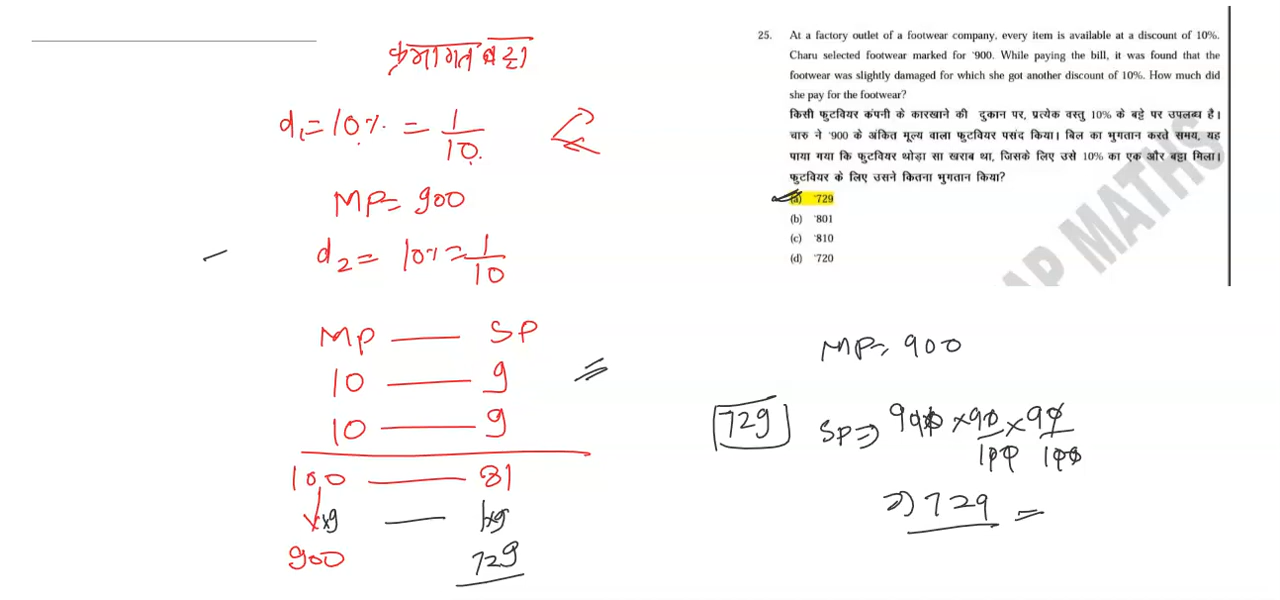 क्रमागत बट्टा
d₁ = 10% = 1/10
MP = 900
d₂ = 10% = 1/10
MP — SP
10 — 9
10 — 9
100 — 81
×9 — ×9
900 729
25. At a factory outlet of a footwear company, every item is available at a discount of 10%.
Charu selected footwear marked for `900. While paying the bill, it was found that the
footwear was slightly damaged for which she got another discount of 10%. How much did
she pay for the footwear?
किसी फुटवियर कंपनी के कारखाने की दुकान पर, प्रत्येक वस्तु 10% के बट्टे पर उपलब्ध है।
चारु ने `900 के अंकित मूल्य वाला फुटवियर पसंद किया। बिल का भुगतान करते समय, यह
पाया गया कि फुटवियर थोड़ा सा खराब था, जिसके लिए उसे 10% का एक और बट्टा मिला।
फुटवियर के लिए उसने कितना भुगतान किया?
(a) `729
(b) `801
(c) `810
(d) `720
AP MATHS
MP = 900
729 SP ⇒ 900 × 90/100 × 90/100
⇒ 729 =